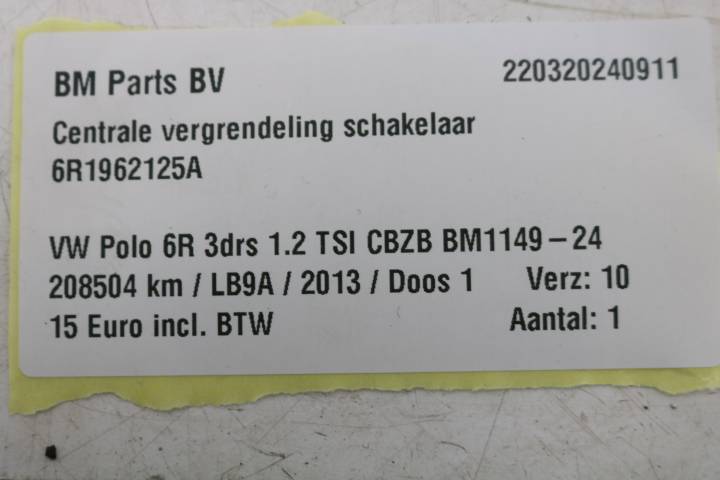 BM Parts BV 220320240911
Centrale vergrendeling schakelaar
6R1962125A
VW Polo 6R 3drs 1.2 TSI CBZB BM1149-24
208504 km / LB9A / 2013 / Doos 1 Verz: 10
15 Euro incl. BTW Aantal: 1